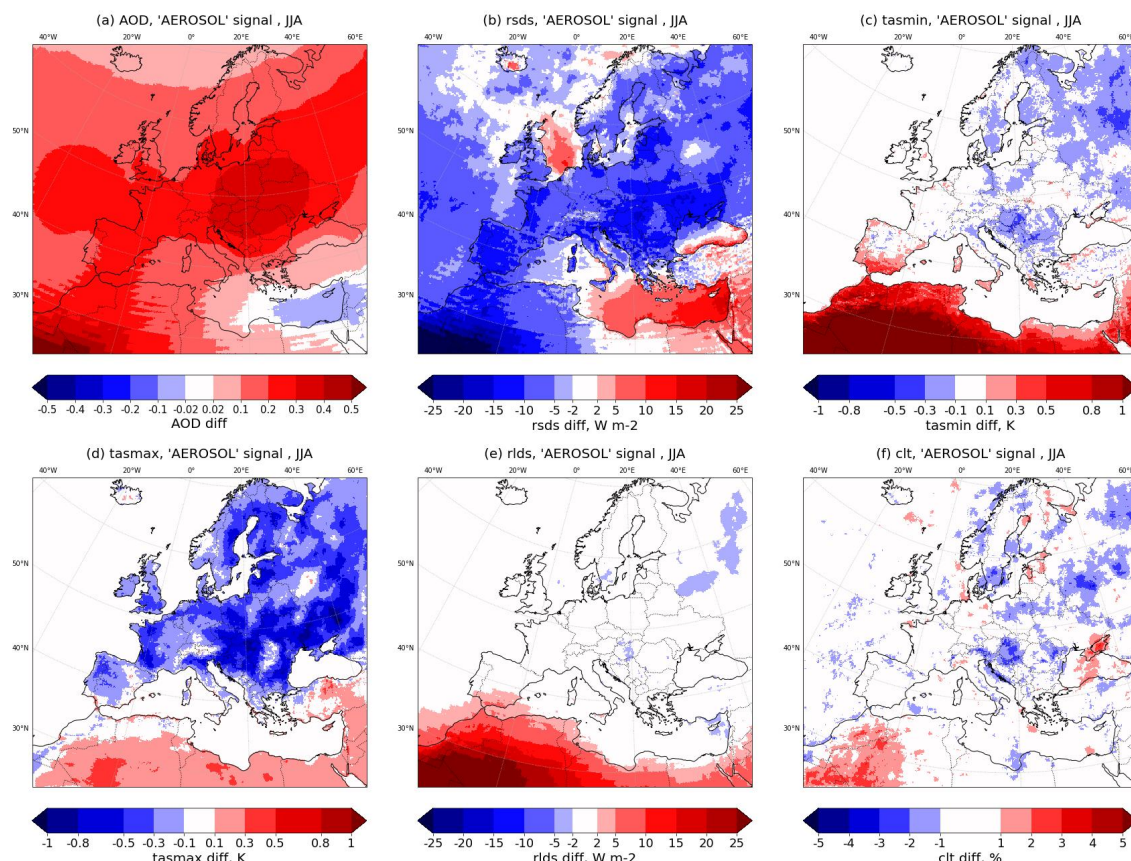 (a) AOD, 'AEROSOL' signal , JJA
(b) rsds, 'AEROSOL' signal , JJA
(c) tasmin, 'AEROSOL' signal , JJA
40°W 20°W 0° 20°E 40°E 60°E
40°W 20°W 0° 20°E 40°E 60°E
40°W 20°W 0° 20°E 40°E 60°E
50°N 50°N 50°N
40°N 40°N 40°N
30°N 30°N 30°N
-0.5 -0.4 -0.3 -0.2 -0.1 -0.02 0.02 0.1 0.2 0.3 0.4 0.5
AOD diff
-25 -20 -15 -10 -5 -2 2 5 10 15 20 25
rsds diff, W m-2
-1 -0.8 -0.5 -0.3 -0.1 0.1 0.3 0.5 0.8 1
tasmin diff, K
(d) tasmax, 'AEROSOL' signal , JJA
(e) rlds, 'AEROSOL' signal , JJA
(f) clt, 'AEROSOL' signal , JJA
40°W 20°W 0° 20°E 40°E 60°E
40°W 20°W 0° 20°E 40°E 60°E
40°W 20°W 0° 20°E 40°E 60°E
50°N 50°N 50°N
40°N 40°N 40°N
30°N 30°N 30°N
-1 -0.8 -0.5 -0.3 -0.1 0.1 0.3 0.5 0.8 1
tasmax diff, K
-25 -20 -15 -10 -5 -2 2 5 10 15 20 25
rlds diff, W m-2
-5 -4 -3 -2 -1 1 2 3 4 5
clt diff, %